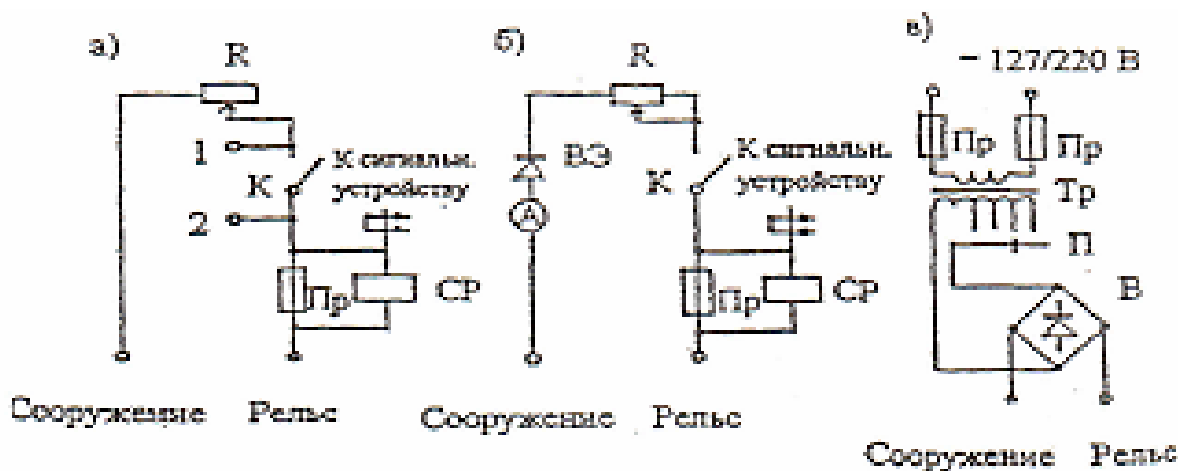 а)
R
1
К
2
К сигнальн.
устройству
Пр
СР
Сооружение Рельс
б)
R
ВЭ
А
К
К сигнальн.
устройству
Пр
СР
Сооружение Рельс
в)
~ 127/220 В
Пр
Пр
Тр
П
В
Сооружение Рельс